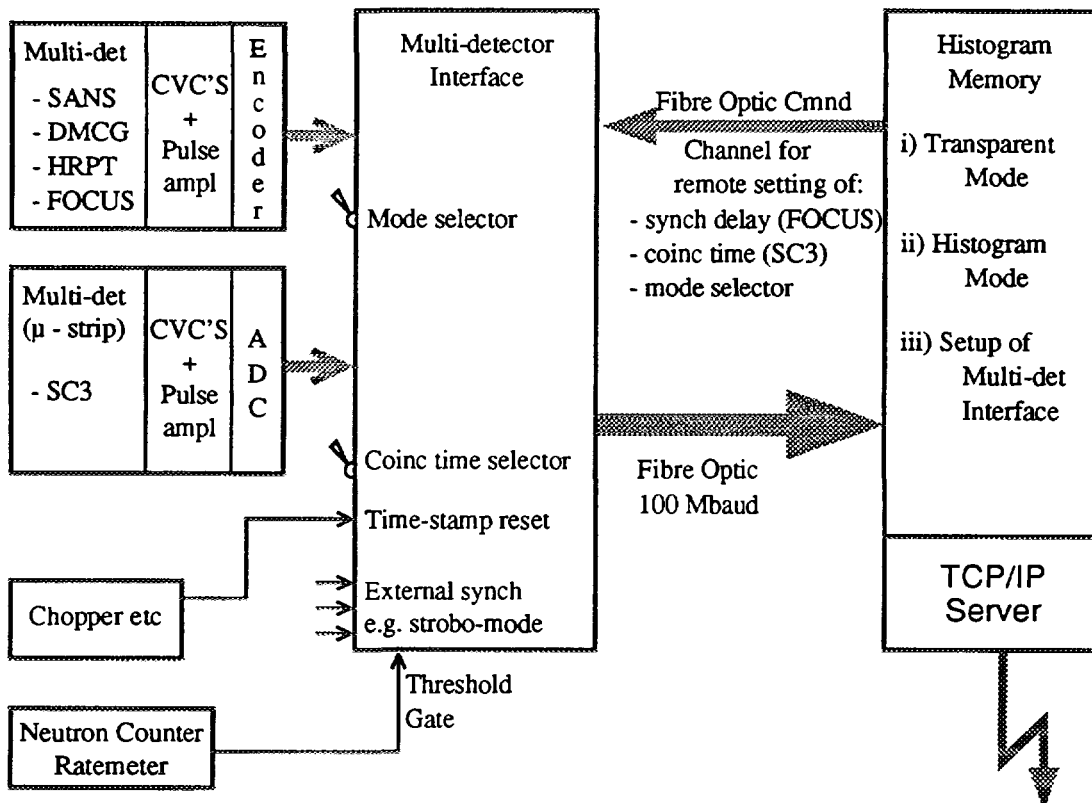 Multi-det
- SANS
- DMCG
- HRPT
- FOCUS
CVC'S
+
Pulse
ampl
Encoder
Multi-det
(µ - strip)
- SC3
CVC'S
+
Pulse
ampl
ADC
Chopper etc
Neutron Counter
Ratemeter
Multi-detector
Interface
Mode selector
Coinc time selector
Time-stamp reset
External synch
e.g. strobo-mode
Threshold
Gate
Fibre Optic Cmnd
Channel for
remote setting of:
- synch delay (FOCUS)
- coinc time (SC3)
- mode selector
Fibre Optic
100 Mbaud
Histogram
Memory
i) Transparent
Mode
ii) Histogram
Mode
iii) Setup of
Multi-det
Interface
TCP/IP
Server